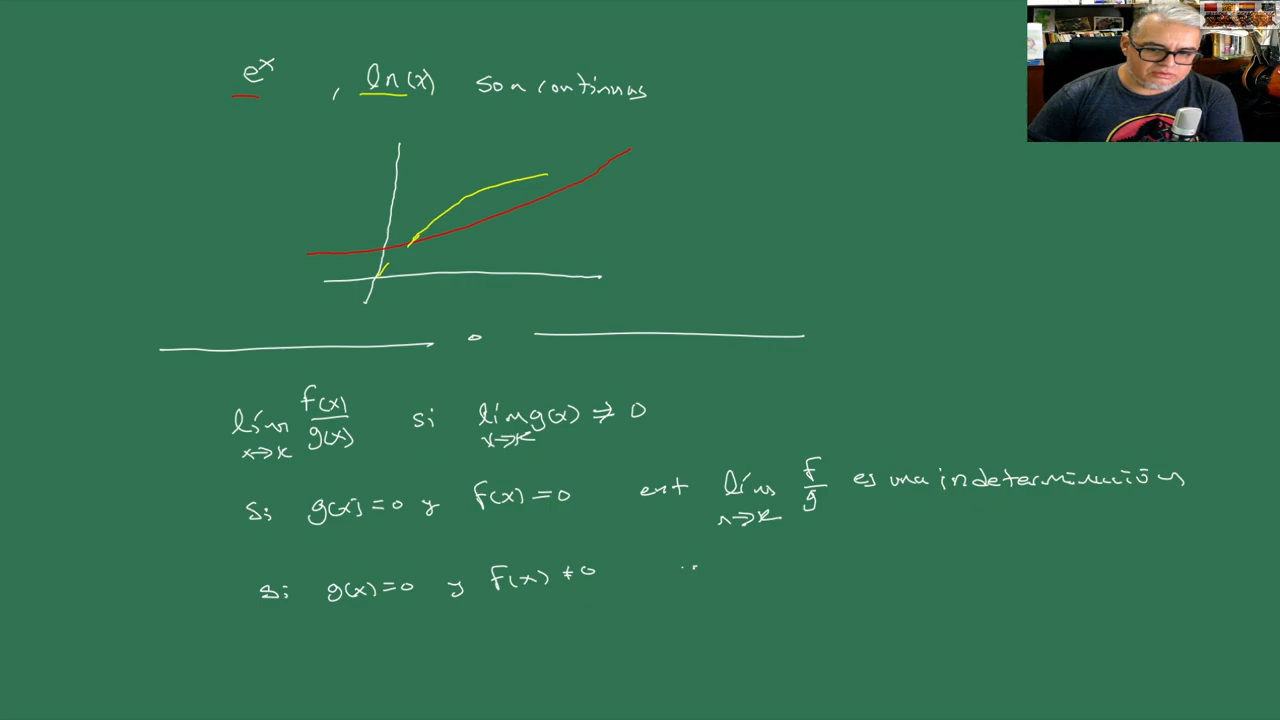 eˣ , ln(x) son continuas
lím x→x f(x)/g(x) si lím x→x g(x) ≠ 0
Si g(x)=0 y f(x)=0 ent lím x→x f/g es una indeterminación
si g(x)=0 y f(x)≠0